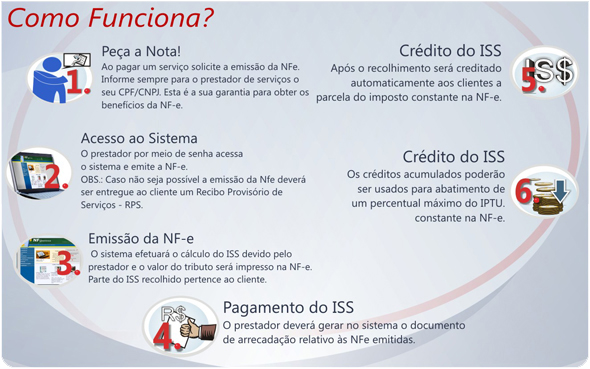 Como Funciona?
1.
Peça a Nota!
Ao pagar um serviço solicite a emissão da NFe.
Informe sempre para o prestador de serviços o
seu CPF/CNPJ. Esta é a sua garantia para obter os
benefícios da NF-e.
2.
Acesso ao Sistema
O prestador por meio de senha acessa
o sistema e emite a NF-e.
OBS.: Caso não seja possível a emissão da Nfe deverá
ser entregue ao cliente um Recibo Provisório de
Serviços - RPS.
3.
Emissão da NF-e
O sistema efetuará o cálculo do ISS devido pelo
prestador e o valor do tributo será impresso na NF-e.
Parte do ISS recolhido pertence ao cliente.
R$
4.
Pagamento do ISS
O prestador deverá gerar no sistema o documento
de arrecadação relativo às NFe emitidas.
Crédito do ISS
Após o recolhimento será creditado
automaticamente aos clientes a
parcela do imposto constante na NF-e.
ISS$
5.
Crédito do ISS
Os créditos acumulados poderão
ser usados para abatimento de
um percentual máximo do IPTU.
constante na NF-e.
6.